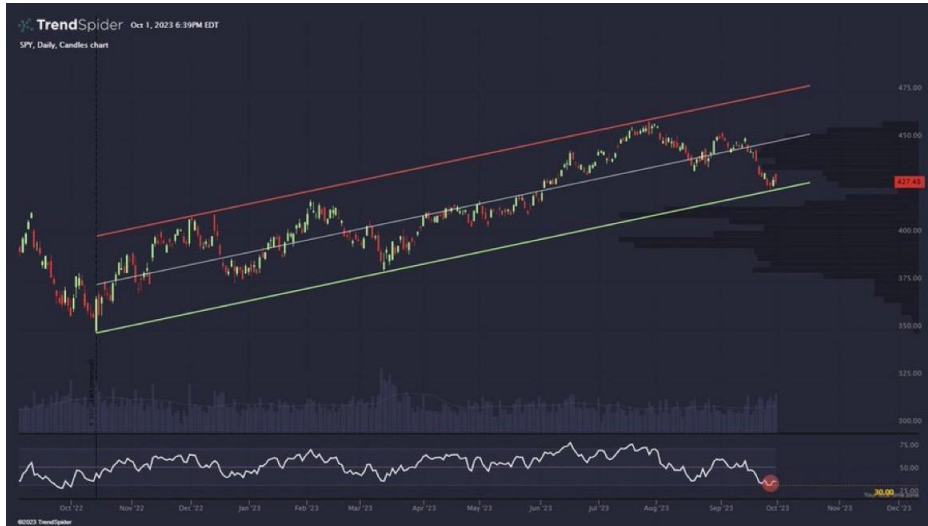 TrendSpider Oct 1, 2023 6:39PM EDT
SPY, Daily, Candles chart
475.00
450.00
427.48
400.00
375.00
350.00
325.00
300.00
75.00
50.00
30.00 25.00
Oct '22 Nov '22 Dec '22 Jan '23 Feb '23 Mar '23 Apr '23 May '23 Jun '23 Jul '23 Aug '23 Sep '23 Oct '23 Nov '23 Dec '23
©2023 TrendSpider